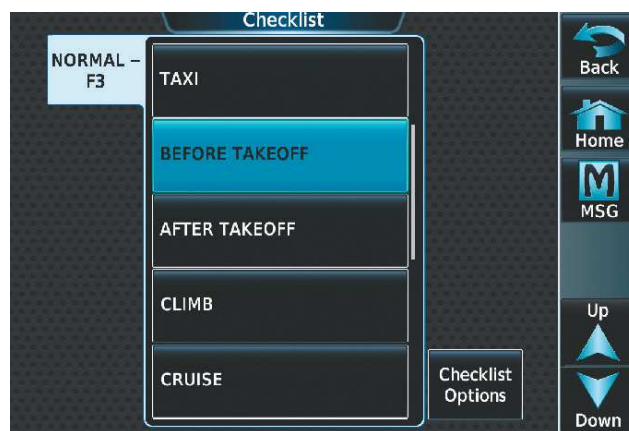 Checklist
NORMAL –
F3
TAXI
BEFORE TAKEOFF
AFTER TAKEOFF
CLIMB
CRUISE
Checklist
Options
Back
Home
MSG
Up
Down